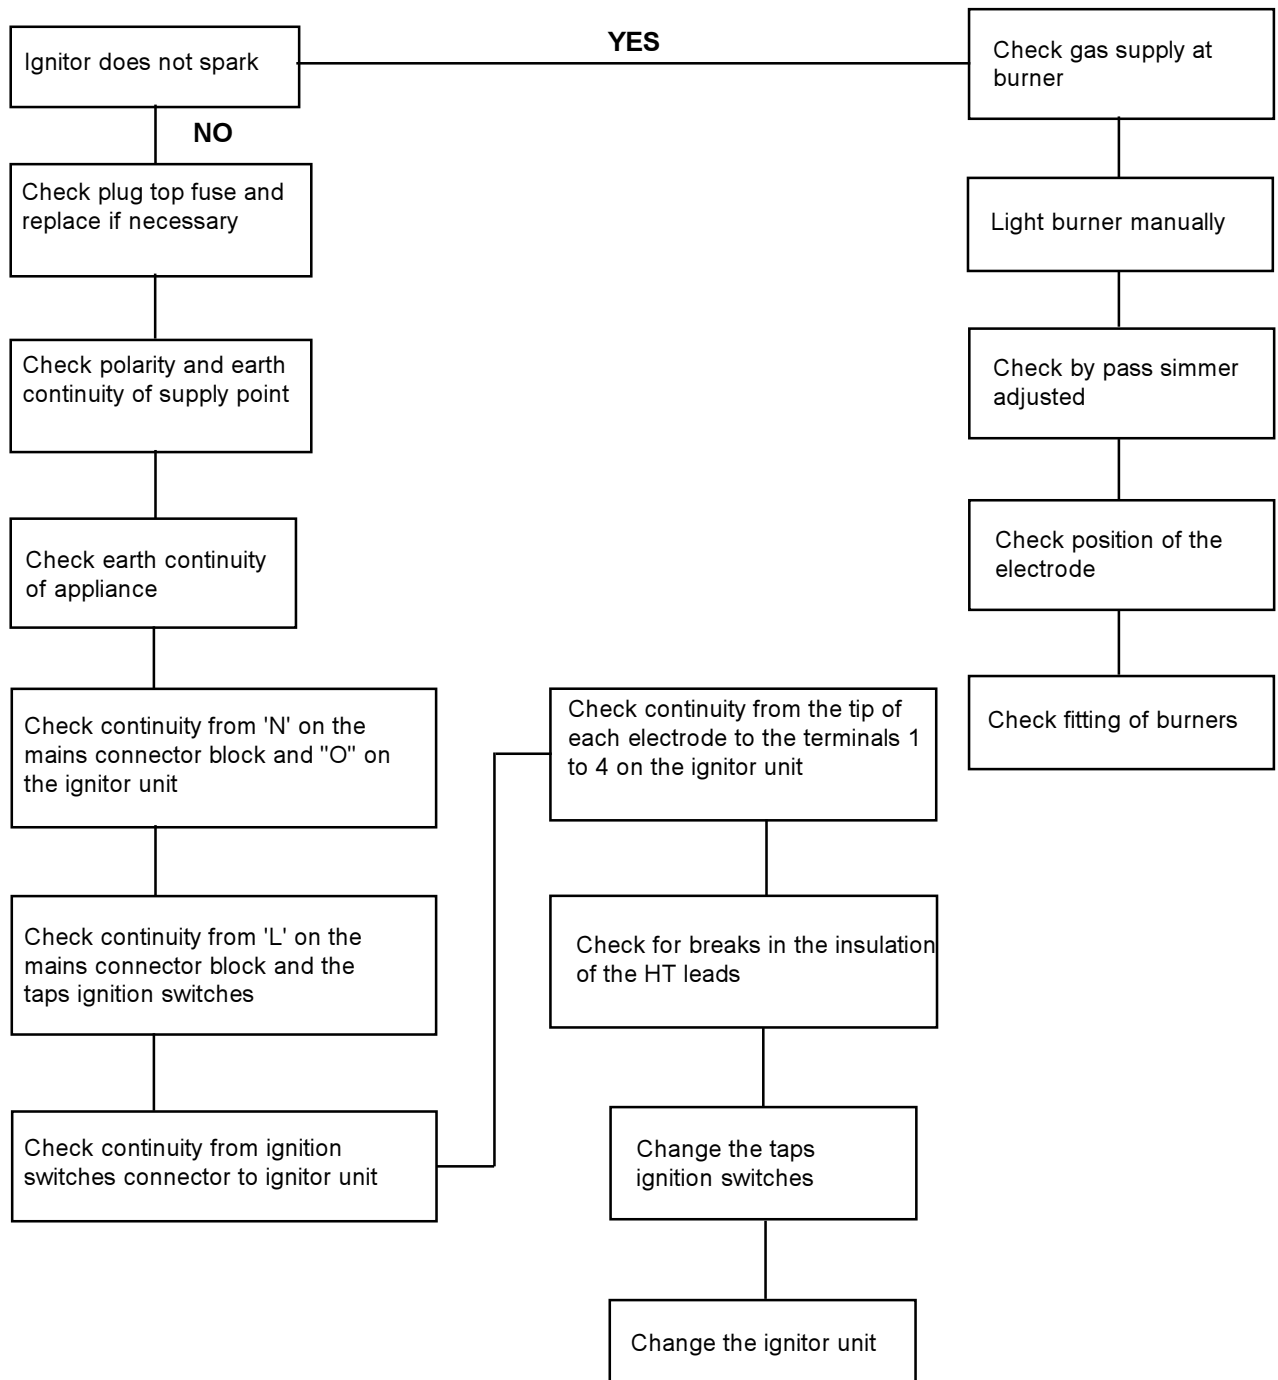 Ignitor does not spark
YES
NO
Check plug top fuse and
replace if necessary
Check polarity and earth
continuity of supply point
Check earth continuity
of appliance
Check continuity from 'N' on the
mains connector block and "O" on
the ignitor unit
Check continuity from 'L' on the
mains connector block and the
taps ignition switches
Check continuity from ignition
switches connector to ignitor unit
Check continuity from the tip of
each electrode to the terminals 1
to 4 on the ignitor unit
Check for breaks in the insulation
of the HT leads
Change the taps
ignition switches
Change the ignitor unit
Check gas supply at
burner
Light burner manually
Check by pass simmer
adjusted
Check position of the
electrode
Check fitting of burners